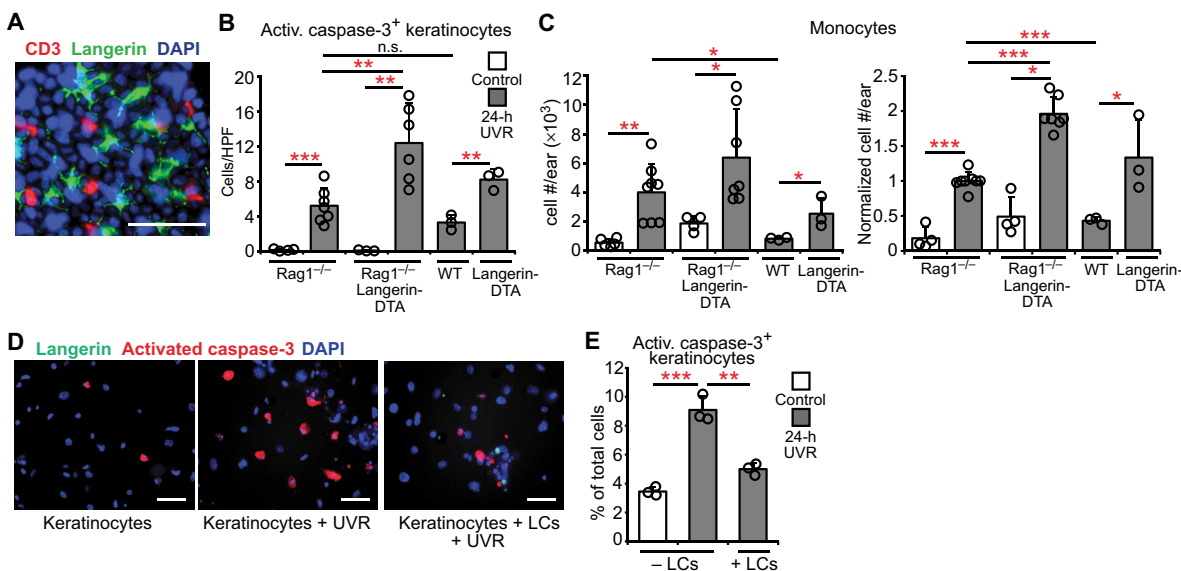 A
CD3 Langerin DAPI
B
Activ. caspase-3+ keratinocytes
n.s.
**
**
***
**
Control
24-h
UVR
Cells/HPF
20
16
12
8
4
0
Rag1–/–
Rag1–/–
Langerin-
DTA
WT
Langerin-
DTA
C
Monocytes
*
*
**
*
cell #/ear (×10³)
12
10
8
6
4
2
0
Rag1–/–
Rag1–/–
Langerin-
DTA
WT
Langerin-
DTA
***
***
*
*
***
Normalized cell #/ear
2.5
2
1.5
1
0.5
0
Rag1–/–
Rag1–/–
Langerin-
DTA
WT
Langerin-
DTA
D
Langerin Activated caspase-3 DAPI
Keratinocytes
Keratinocytes + UVR
Keratinocytes + LCs
+ UVR
E
Activ. caspase-3+
keratinocytes
***
**
Control
24-h
UVR
% of total cells
12
10
8
6
4
2
0
– LCs
+ LCs